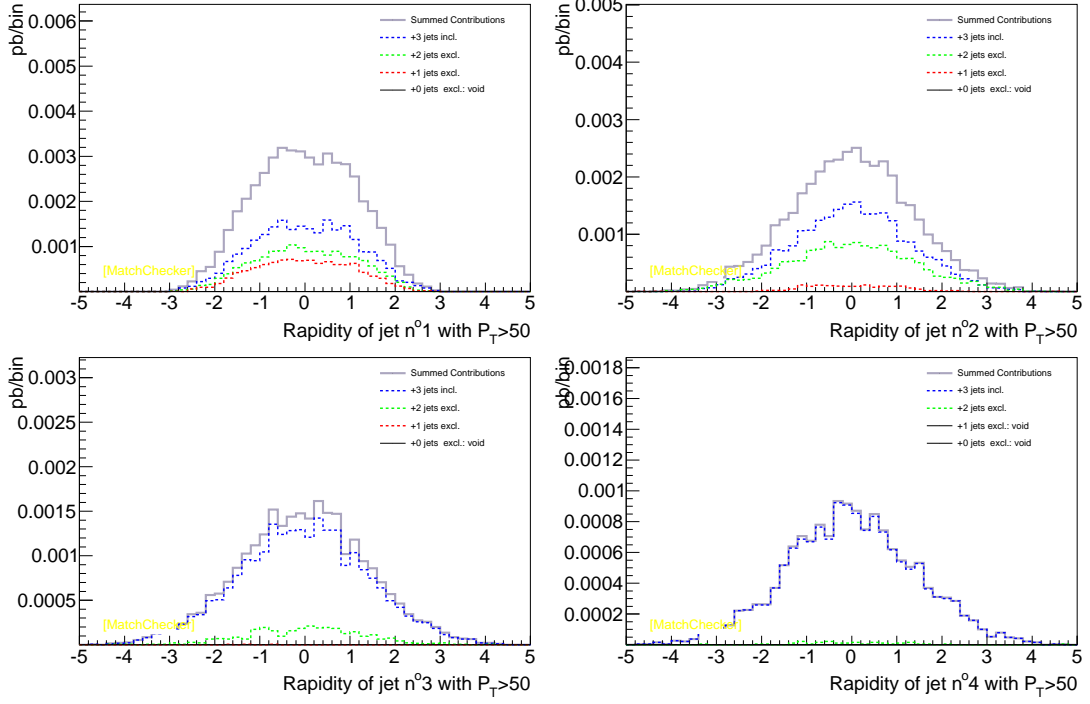 pb/bin
0.006
0.005
0.004
0.003
0.002
0.001
Summed Contributions
+3 jets incl.
+2 jets excl.
+1 jets excl.
+0 jets excl.: void
[MatchChecker]
-5 -4 -3 -2 -1 0 1 2 3 4 5
Rapidity of jet nº1 with P_T>50
pb/bin
0.005
0.004
0.003
0.002
0.001
Summed Contributions
+3 jets incl.
+2 jets excl.
+1 jets excl.
+0 jets excl.: void
[MatchChecker]
-5 -4 -3 -2 -1 0 1 2 3 4 5
Rapidity of jet nº2 with P_T>50
pb/bin
0.003
0.0025
0.002
0.0015
0.001
0.0005
Summed Contributions
+3 jets incl.
+2 jets excl.
+1 jets excl.
+0 jets excl.: void
[MatchChecker]
-5 -4 -3 -2 -1 0 1 2 3 4 5
Rapidity of jet nº3 with P_T>50
pb/bin
0.0018
0.0016
0.0014
0.0012
0.001
0.0008
0.0006
0.0004
0.0002
Summed Contributions
+3 jets incl.
+2 jets excl.
+1 jets excl.: void
+0 jets excl.: void
[MatchChecker]
-5 -4 -3 -2 -1 0 1 2 3 4 5
Rapidity of jet nº4 with P_T>50